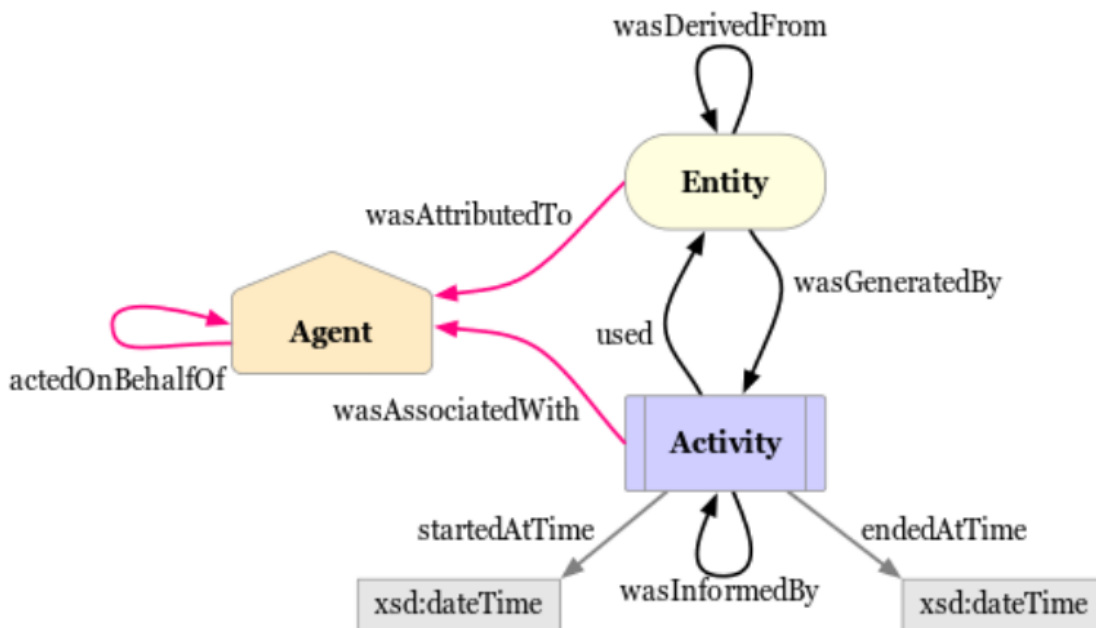 wasDerivedFrom
Entity
wasAttributedTo
wasGeneratedBy
Agent
used
actedOnBehalfOf
wasAssociatedWith
Activity
startedAtTime
endedAtTime
wasInformedBy
xsd:dateTime
xsd:dateTime